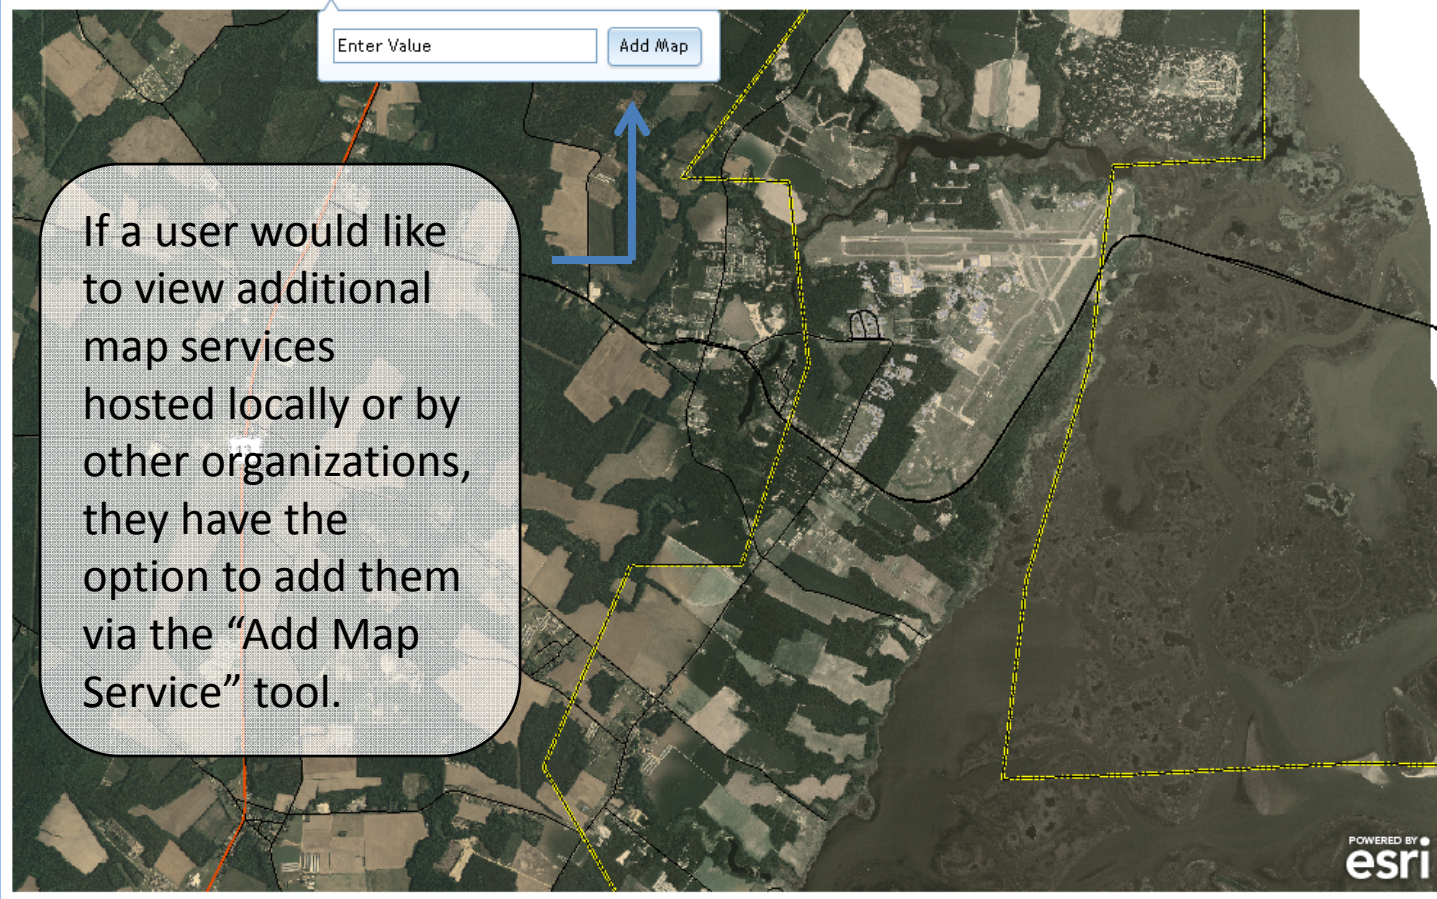 Enter Value
Add Map
If a user would like
to view additional
map services
hosted locally or by
other organizations,
they have the
option to add them
via the “Add Map
Service” tool.
POWERED BY
esri